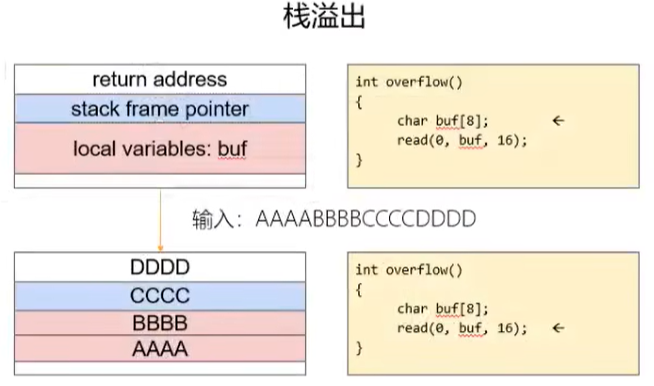 栈溢出
return address
stack frame pointer
local variables: buf
int overflow()
{
char buf[8]; ←
read(0, buf, 16);
}
输入：AAAABBBBCCCCDDDD
DDDD
CCCC
BBBB
AAAA
int overflow()
{
char buf[8];
read(0, buf, 16); ←
}